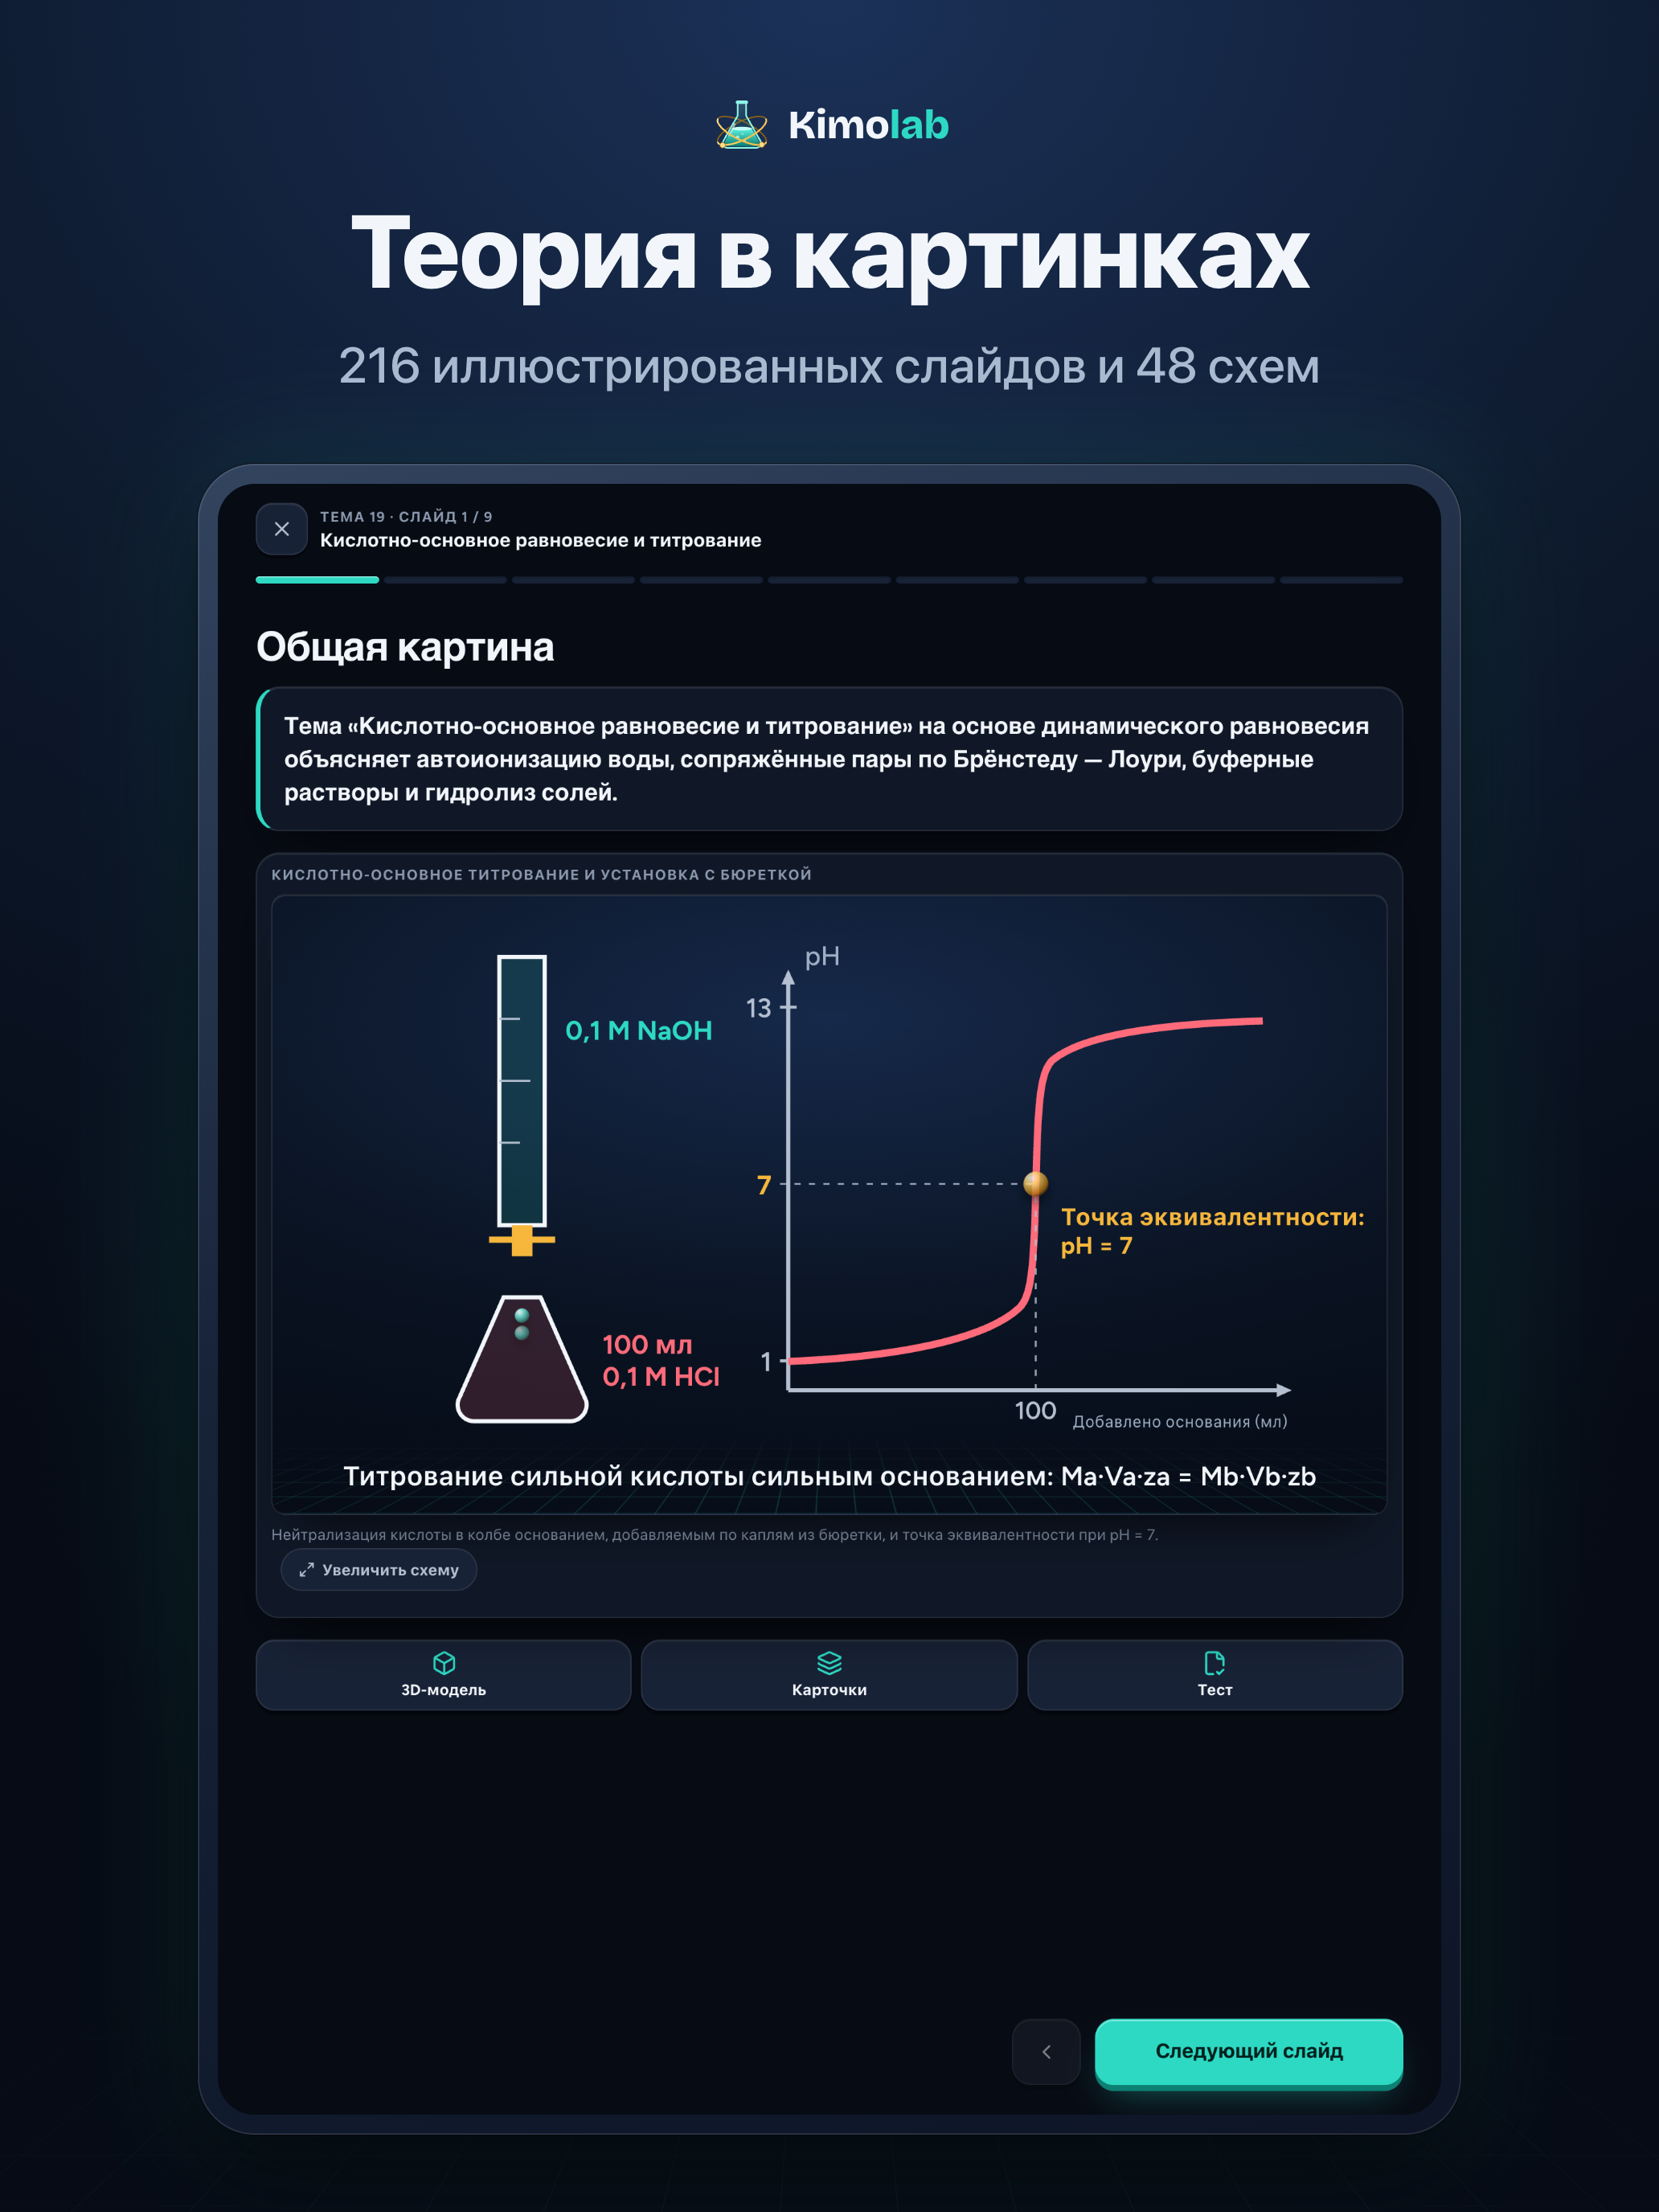 Kimolab
Теория в картинках
216 иллюстрированных слайдов и 48 схем
ТЕМА 19 · СЛАЙД 1 / 9
Кислотно-основное равновесие и титрование
Общая картина
Тема «Кислотно-основное равновесие и титрование» на основе динамического равновесия
объясняет автоионизацию воды, сопряжённые пары по Брёнстеду — Лоури, буферные
растворы и гидролиз солей.
КИСЛОТНО-ОСНОВНОЕ ТИТРОВАНИЕ И УСТАНОВКА С БЮРЕТКОЙ
pH
13
0,1 M NaOH
7
Точка эквивалентности:
pH = 7
100 мл
0,1 M HCl
1
100
Добавлено основания (мл)
Титрование сильной кислоты сильным основанием: Ma·Va·za = Mb·Vb·zb
Нейтрализация кислоты в колбе основанием, добавляемым по каплям из бюретки, и точка эквивалентности при pH = 7.
Увеличить схему
3D-модель
Карточки
Тест
Следующий слайд